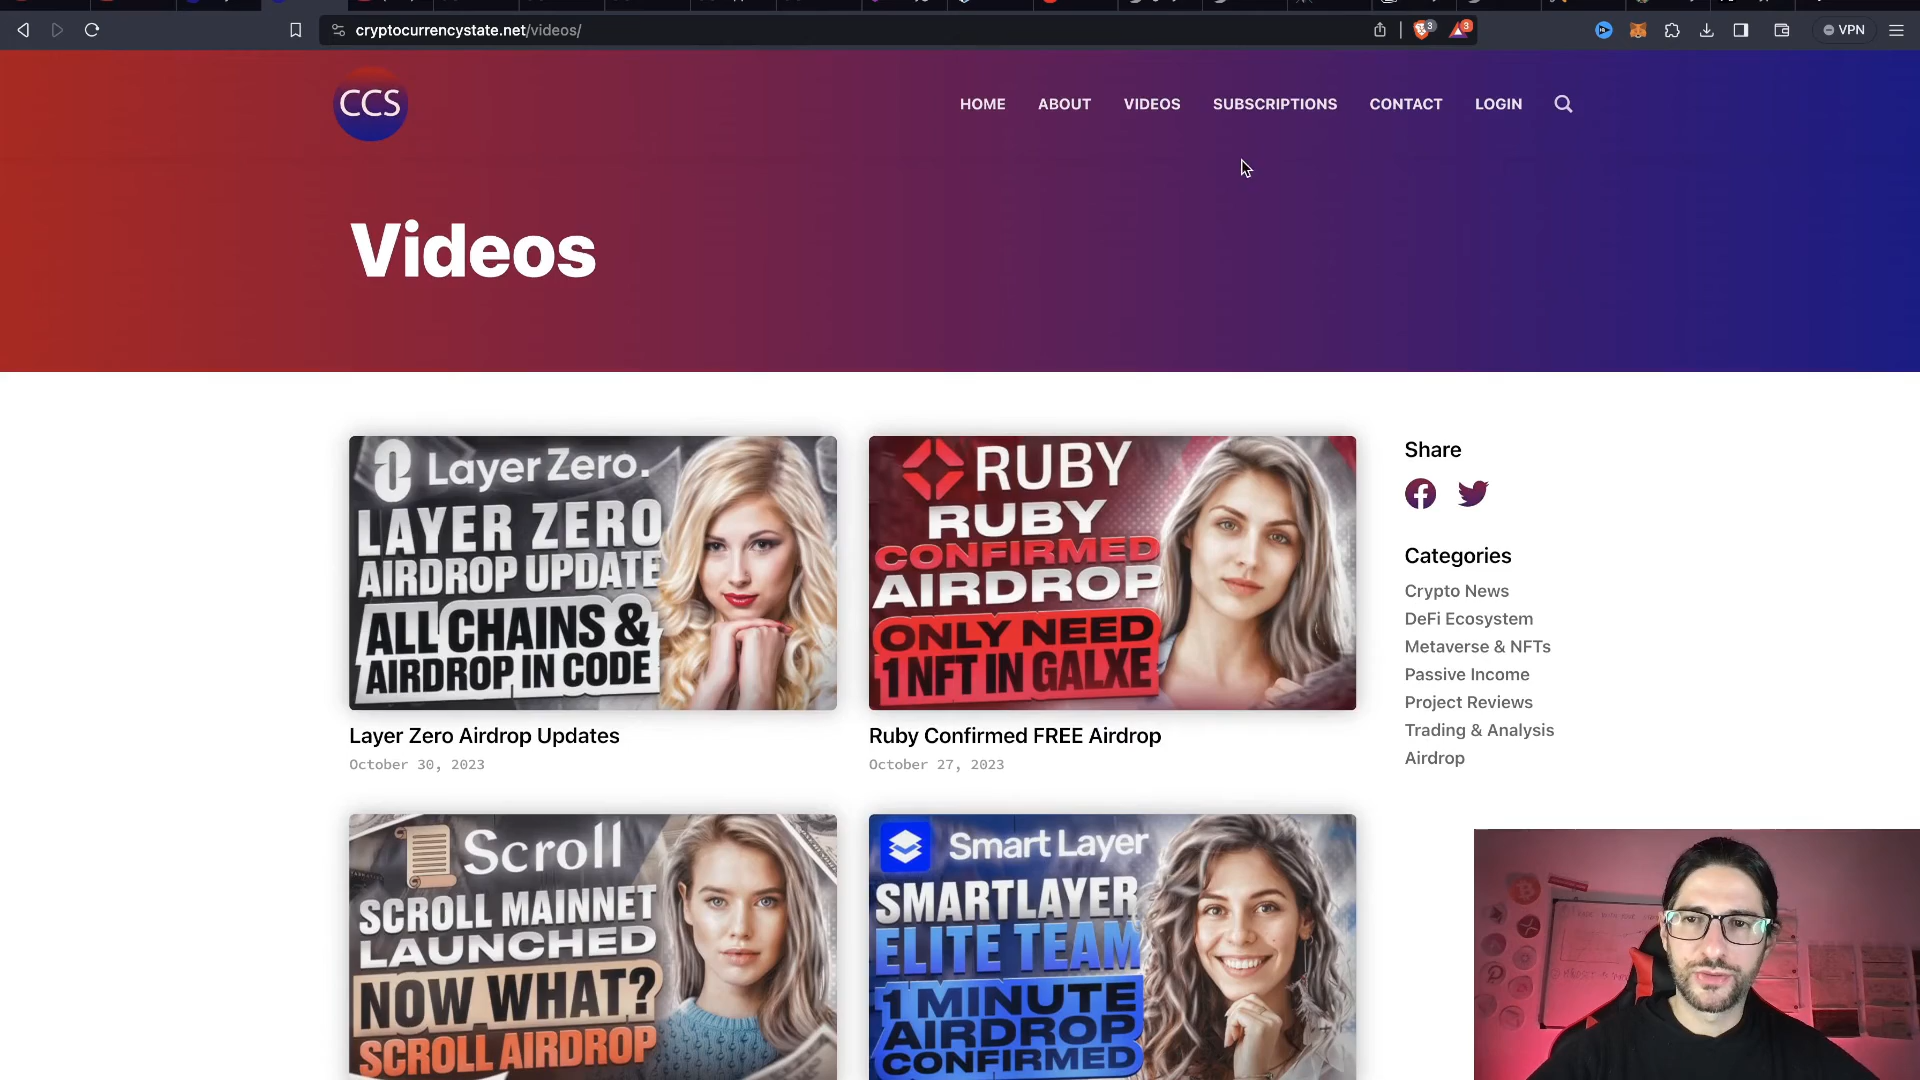 cryptocurrencystate.net/videos/
3
3
VPN
CCS
HOME
ABOUT
VIDEOS
SUBSCRIPTIONS
CONTACT
LOGIN
Videos
LayerZero.
LAYER ZERO
AIRDROP UPDATE
ALL CHAINS &
AIRDROP IN CODE
Layer Zero Airdrop Updates
October 30, 2023
RUBY
RUBY
CONFIRMED
AIRDROP
ONLY NEED
1 NFT IN GALXE
Ruby Confirmed FREE Airdrop
October 27, 2023
Scroll
SCROLL MAINNET
LAUNCHED
NOW WHAT?
SCROLL AIRDROP
Smart Layer
SMARTLAYER
ELITE TEAM
1 MINUTE
AIRDROP
CONFIRMED
Share
Categories
Crypto News
DeFi Ecosystem
Metaverse & NFTs
Passive Income
Project Reviews
Trading & Analysis
Airdrop